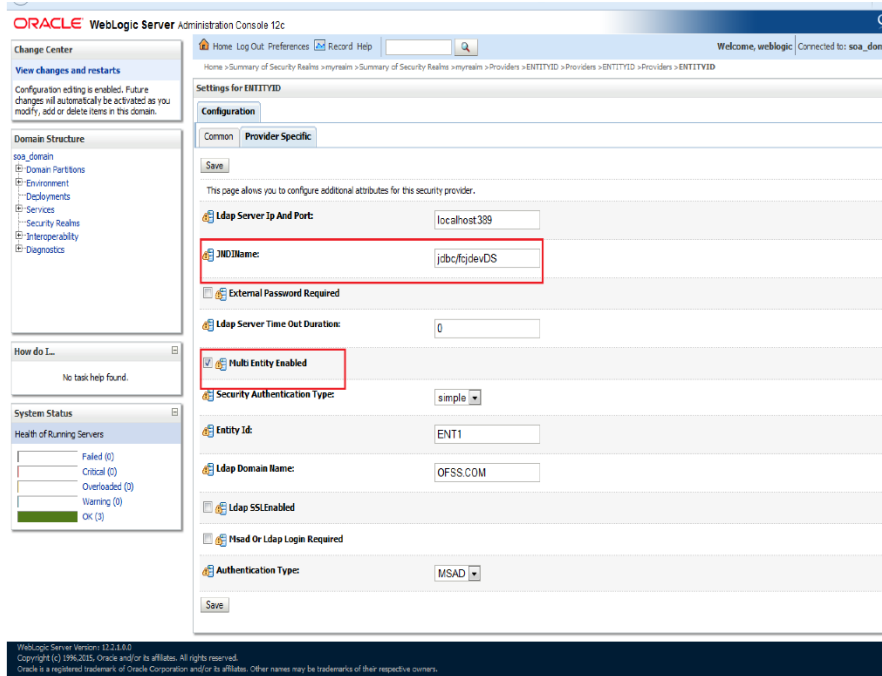 ORACLE WebLogic Server Administration Console 12c
Change Center
View changes and restarts
Configuration editing is enabled. Future
changes will automatically be activated as you
modify, add or delete items in this domain.
Domain Structure
soa_domain
Domain Partitions
Environment
Deployments
Services
Security Realms
Interoperability
Diagnostics
How do I...
No task help found.
System Status
Health of Running Servers
Failed (0)
Critical (0)
Overloaded (0)
Warning (0)
OK (3)
Home Log Out Preferences Record Help
Welcome, weblogic Connected to: soa_dom
Home >Summary of Security Realms >myrealm >Summary of Security Realms >myrealm >Providers >ENTITYID >Providers >ENTITYID >Providers >ENTITYID
Settings for ENTITYID
Configuration
Common Provider Specific
Save
This page allows you to configure additional attributes for this security provider.
Ldap Server Ip And Port: localhost:389
JNDIName: jdbc/fcjdevDS
External Password Required
Ldap Server Time Out Duration: 0
Multi Entity Enabled
Security Authentication Type: simple
Entity Id: ENT1
Ldap Domain Name: OFSS.COM
Ldap SSLEnabled
Msad Or Ldap Login Required
Authentication Type: MSAD
Save
WebLogic Server Version: 12.2.1.0.0
Copyright (c) 1996,2015, Oracle and/or its affiliates. All rights reserved.
Oracle is a registered trademark of Oracle Corporation and/or its affiliates. Other names may be trademarks of their respective owners.